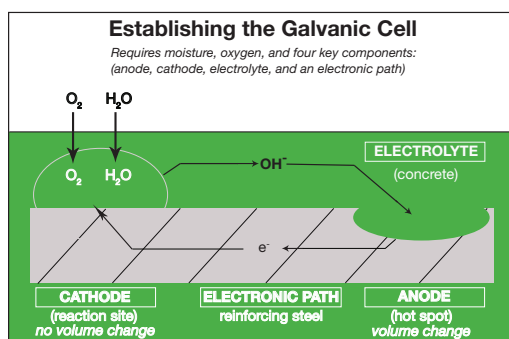 Establishing the Galvanic Cell
Requires moisture, oxygen, and four key components:
(anode, cathode, electrolyte, and an electronic path)
O₂ H₂O
O₂ H₂O
OH⁻
ELECTROLYTE
(concrete)
e⁻
CATHODE
(reaction site)
no volume change
ELECTRONIC PATH
reinforcing steel
ANODE
(hot spot)
volume change